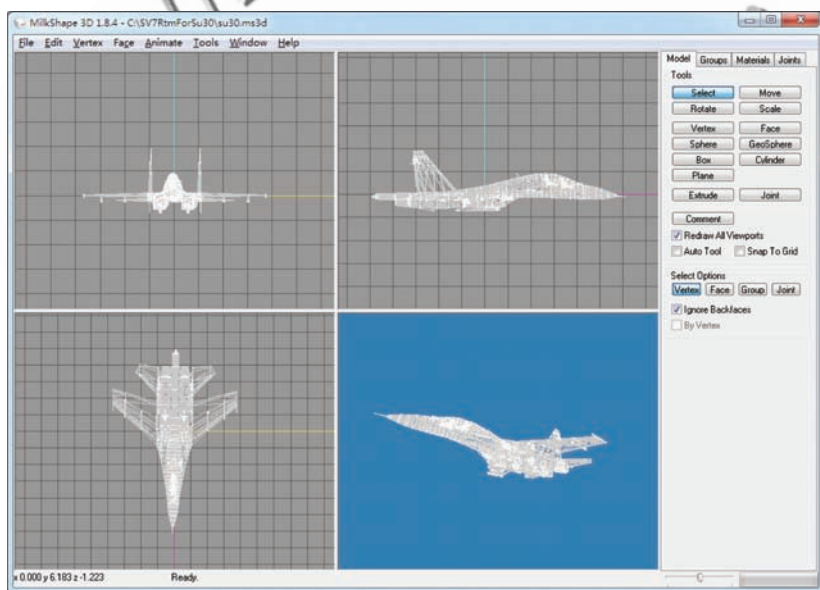 MilkShape 3D 1.8.4 - C:\SV7RtmForSu30\su30.ms3d
File Edit Vertex Face Animate Tools Window Help
Model Groups Materials Joints
Tools
Select Move
Rotate Scale
Vertex Face
Sphere GeoSphere
Box Cylinder
Plane
Extrude Joint
Comment
Redraw All Viewports
Auto Tool Snap To Grid
Select Options
Vertex Face Group Joint
Ignore Backfaces
By Vertex
x 0.000 y 6.183 z -1.223 Ready.